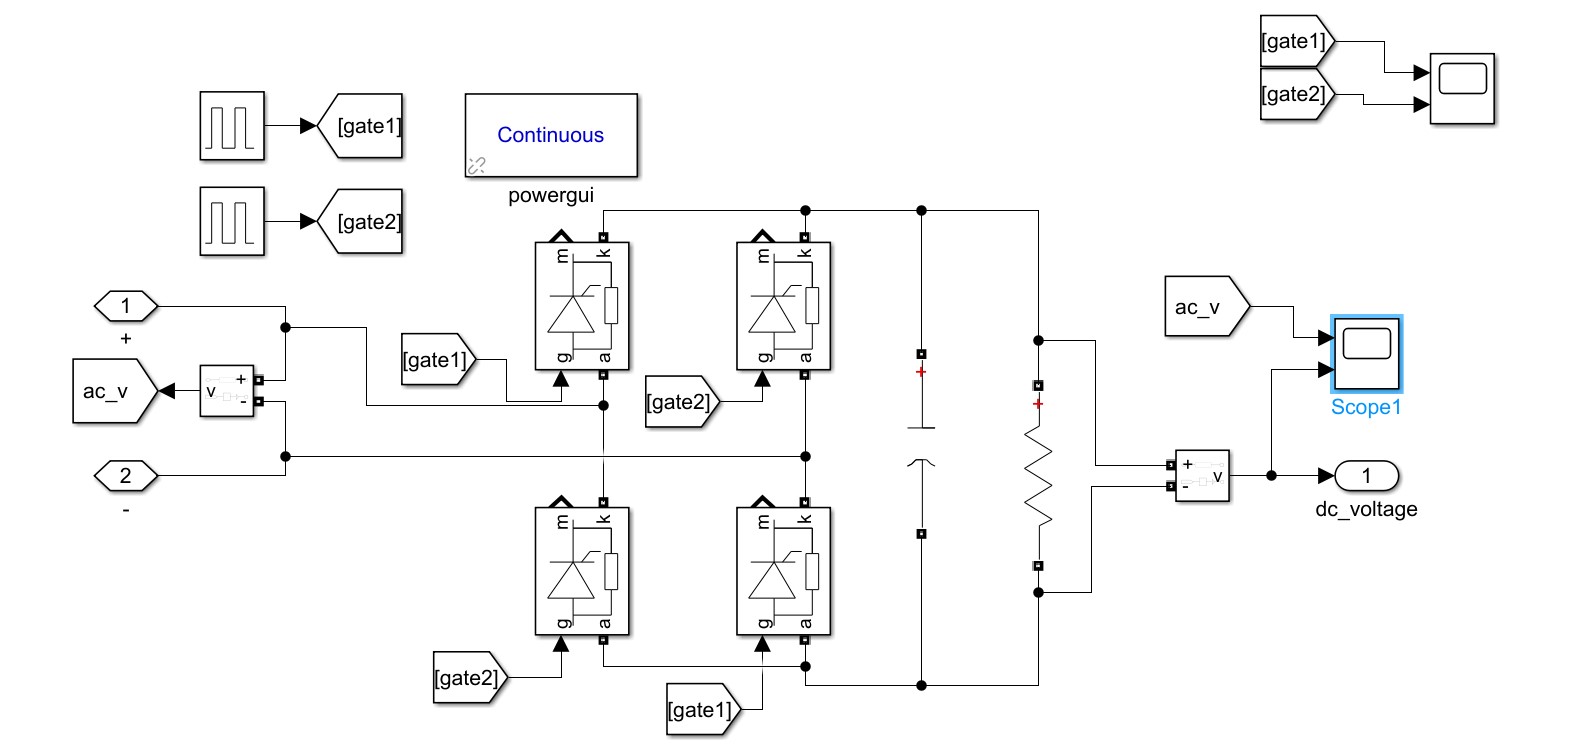 [gate1]
[gate2]
[gate1]
Continuous
[gate2]
powergui
m
k
m
k
1
+
ac_v
[gate1]
g
a
g
a
ac_v
v
+
-
[gate2]
+
+
Scope1
2
-
+
-
v
1
dc_voltage
m
k
m
k
g
a
g
a
[gate2]
[gate1]